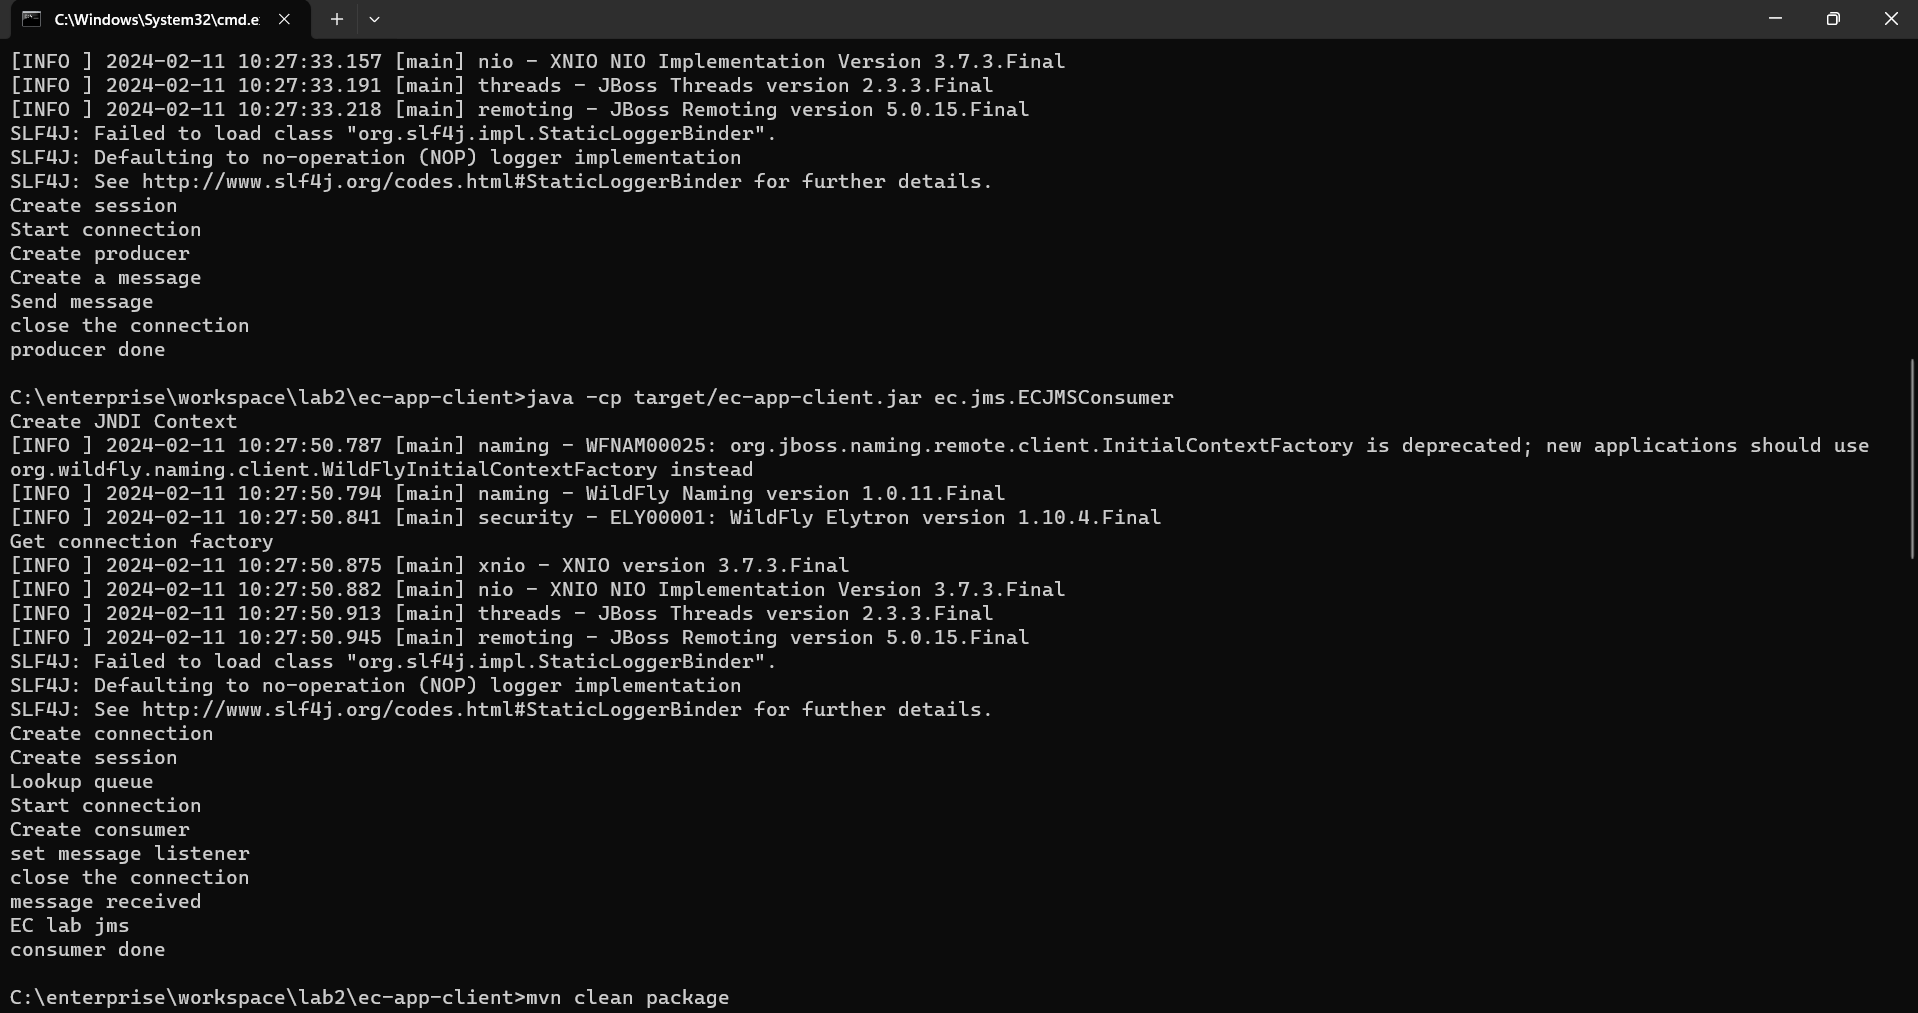 C:\Windows\System32\cmd.e
[INFO ] 2024-02-11 10:27:33.157 [main] nio - XNIO NIO Implementation Version 3.7.3.Final
[INFO ] 2024-02-11 10:27:33.191 [main] threads - JBoss Threads version 2.3.3.Final
[INFO ] 2024-02-11 10:27:33.218 [main] remoting - JBoss Remoting version 5.0.15.Final
SLF4J: Failed to load class "org.slf4j.impl.StaticLoggerBinder".
SLF4J: Defaulting to no-operation (NOP) logger implementation
SLF4J: See http://www.slf4j.org/codes.html#StaticLoggerBinder for further details.
Create session
Start connection
Create producer
Create a message
Send message
close the connection
producer done
C:\enterprise\workspace\lab2\ec-app-client>java -cp target/ec-app-client.jar ec.jms.ECJMSConsumer
Create JNDI Context
[INFO ] 2024-02-11 10:27:50.787 [main] naming - WFNAM00025: org.jboss.naming.remote.client.InitialContextFactory is deprecated; new applications should use
org.wildfly.naming.client.WildFlyInitialContextFactory instead
[INFO ] 2024-02-11 10:27:50.794 [main] naming - WildFly Naming version 1.0.11.Final
[INFO ] 2024-02-11 10:27:50.841 [main] security - ELY00001: WildFly Elytron version 1.10.4.Final
Get connection factory
[INFO ] 2024-02-11 10:27:50.875 [main] xnio - XNIO version 3.7.3.Final
[INFO ] 2024-02-11 10:27:50.882 [main] nio - XNIO NIO Implementation Version 3.7.3.Final
[INFO ] 2024-02-11 10:27:50.913 [main] threads - JBoss Threads version 2.3.3.Final
[INFO ] 2024-02-11 10:27:50.945 [main] remoting - JBoss Remoting version 5.0.15.Final
SLF4J: Failed to load class "org.slf4j.impl.StaticLoggerBinder".
SLF4J: Defaulting to no-operation (NOP) logger implementation
SLF4J: See http://www.slf4j.org/codes.html#StaticLoggerBinder for further details.
Create connection
Create session
Lookup queue
Start connection
Create consumer
set message listener
close the connection
message received
EC lab jms
consumer done
C:\enterprise\workspace\lab2\ec-app-client>mvn clean package